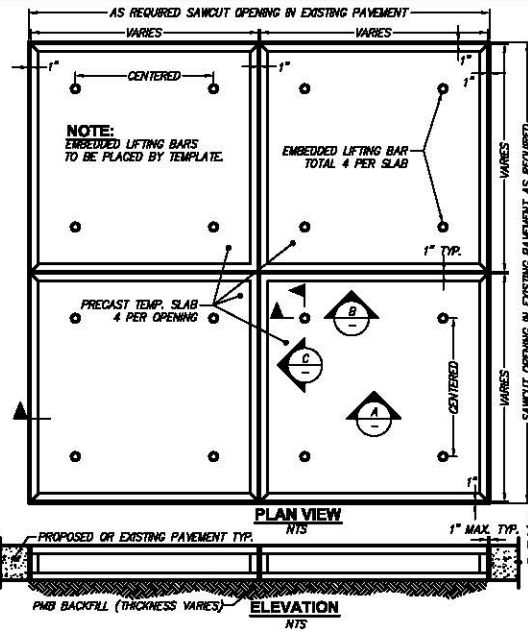 AS REQUIRED SAWCUT OPENING IN EXISTING PAVEMENT
VARIES
VARIES
1"
1"
1"
1"
CENTERED
NOTE:
EMBEDDED LIFTING BARS
TO BE PLACED BY TEMPLATE.
EMBEDDED LIFTING BAR
TOTAL 4 PER SLAB
VARIES
SAWCUT OPENING IN EXISTING PAVEMENT AS REQUIRED
1" TYP.
PRECAST TEMP. SLAB
4 PER OPENING
B
–
C
–
A
–
CENTERED
VARIES
1"
PLAN VIEW
NTS
1" MAX. TYP.
PROPOSED OR EXISTING PAVEMENT TYP.
PMB BACKFILL (THICKNESS VARIES)
ELEVATION
NTS